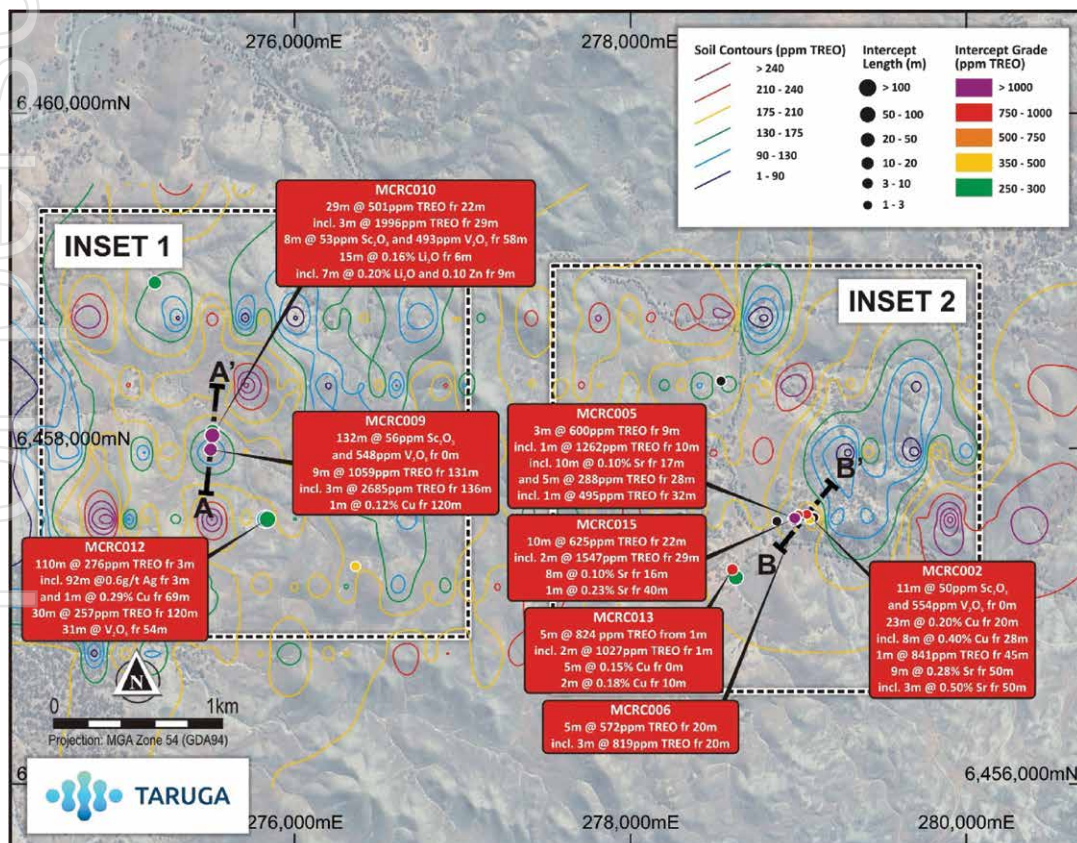 276,000mE
278,000mE
6,460,000mN
6,458,000mN
Soil Contours (ppm TREO)
> 240
210 - 240
175 - 210
130 - 175
90 - 130
1 - 90
Intercept
Length (m)
> 100
50 - 100
20 - 50
10 - 20
3 - 10
1 - 3
Intercept Grade
(ppm TREO)
> 1000
750 - 1000
500 - 750
350 - 500
250 - 300
INSET 1
INSET 2
MCRC010
29m @ 501ppm TREO fr 22m
incl. 3m @ 1996ppm TREO fr 29m
8m @ 53ppm Sc₂O₃ and 493ppm V₂O₅ fr 58m
15m @ 0.16% Li₂O fr 6m
incl. 7m @ 0.20% Li₂O and 0.10 Zn fr 9m
A'
A
MCRC009
132m @ 56ppm Sc₂O₃
and 548ppm V₂O₅ fr 0m
9m @ 1059ppm TREO fr 131m
incl. 3m @ 2685ppm TREO fr 136m
1m @ 0.12% Cu fr 120m
MCRC012
110m @ 276ppm TREO fr 3m
incl. 92m @0.6g/t Ag fr 3m
and 1m @ 0.29% Cu fr 69m
30m @ 257ppm TREO fr 120m
31m @ V₂O₅ fr 54m
MCRC005
3m @ 600ppm TREO fr 9m
incl. 1m @ 1262ppm TREO fr 10m
incl. 10m @ 0.10% Sr fr 17m
and 5m @ 288ppm TREO fr 28m
incl. 1m @ 495ppm TREO fr 32m
B'
B
MCRC015
10m @ 625ppm TREO fr 22m
incl. 2m @ 1547ppm TREO fr 29m
8m @ 0.10% Sr fr 16m
1m @ 0.23% Sr fr 40m
MCRC013
5m @ 824 ppm TREO from 1m
incl. 2m @ 1027ppm TREO fr 1m
5m @ 0.15% Cu fr 0m
2m @ 0.18% Cu fr 10m
MCRC002
11m @ 50ppm Sc₂O₃
and 554ppm V₂O₅ fr 0m
23m @ 0.20% Cu fr 20m
incl. 8m @ 0.40% Cu fr 28m
1m @ 841ppm TREO fr 45m
9m @ 0.28% Sr fr 50m
incl. 3m @ 0.50% Sr fr 50m
MCRC006
5m @ 572ppm TREO fr 20m
incl. 3m @ 819ppm TREO fr 20m
N
0 1km
Projection: MGA Zone 54 (GDA94)
TARUGA
6,456,000mN
276,000mE
278,000mE
280,000mE